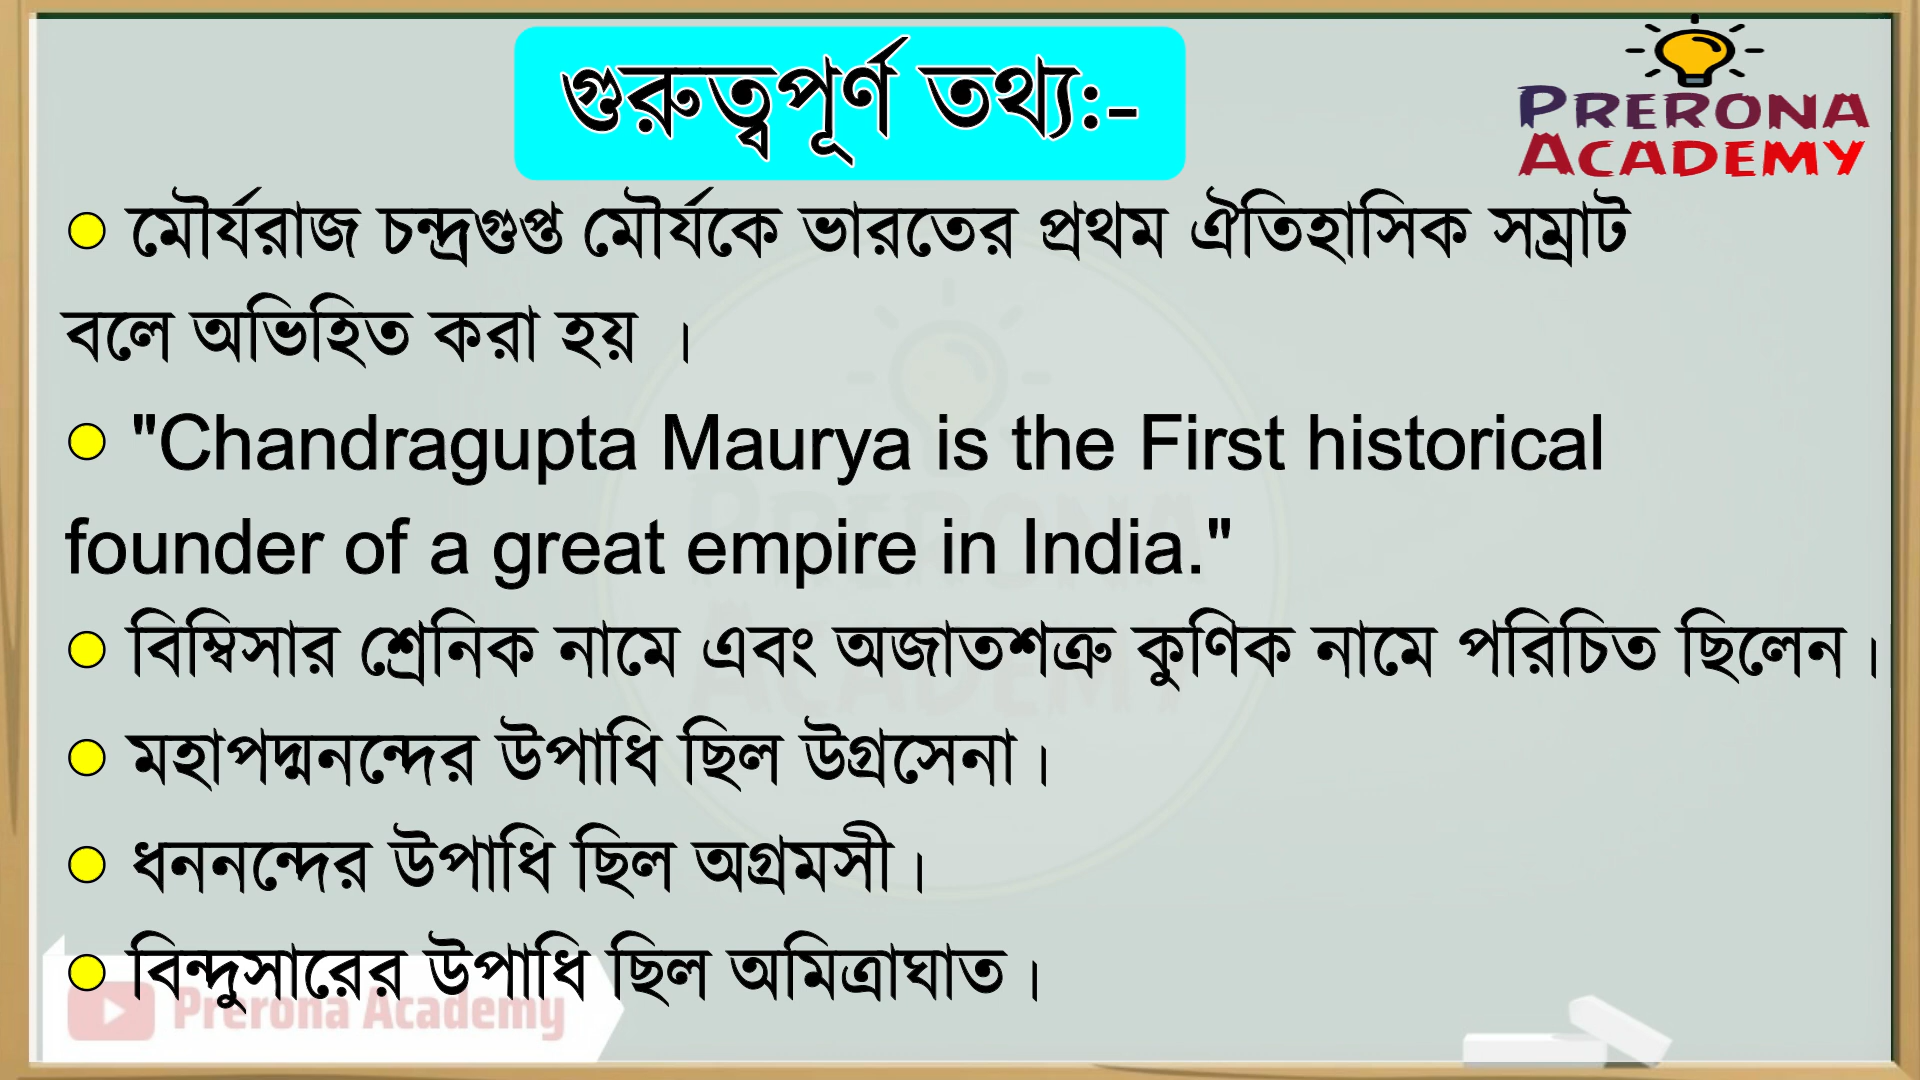 গুরুত্বপূর্ণ তথ্য:-
PRERONA
ACADEMY
মৌর্যরাজ চন্দ্রগুপ্ত মৌর্যকে ভারতের প্রথম ঐতিহাসিক সম্রাট
বলে অভিহিত করা হয় ।
"Chandragupta Maurya is the First historical
founder of a great empire in India."
বিম্বিসার শ্রেনিক নামে এবং অজাতশত্রু কুণিক নামে পরিচিত ছিলেন।
মহাপদ্মনন্দের উপাধি ছিল উগ্রসেনা।
ধননন্দের উপাধি ছিল অগ্রমসী।
বিন্দুসারের উপাধি ছিল অমিত্রাঘাত।
Prerona Academy
PRERONA
ACADEMY